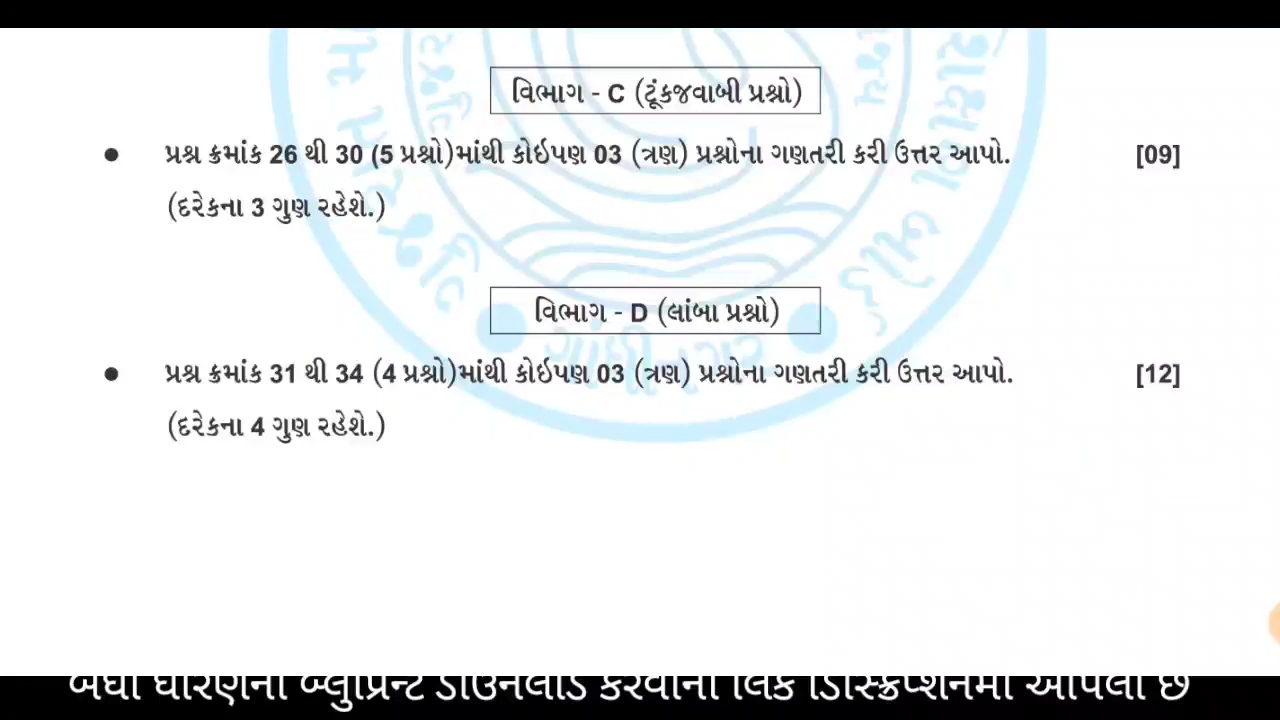 વિભાગ - C (ટૂંકજવાબી પ્રશ્નો)
● પ્રશ્ન ક્રમાંક 26 થી 30 (5 પ્રશ્નો)માંથી કોઇપણ 03 (ત્રણ) પ્રશ્નોના ગણતરી કરી ઉત્તર આપો. [09]
(દરેકના 3 ગુણ રહેશે.)
વિભાગ - D (લાંબા પ્રશ્નો)
● પ્રશ્ન ક્રમાંક 31 થી 34 (4 પ્રશ્નો)માંથી કોઇપણ 03 (ત્રણ) પ્રશ્નોના ગણતરી કરી ઉત્તર આપો. [12]
(દરેકના 4 ગુણ રહેશે.)
બધા ધોરણના બ્લુપ્રિન્ટ ડાઉનલોડ કરવાની લિંક ડિસ્ક્રિપ્શનમાં આપેલી છે